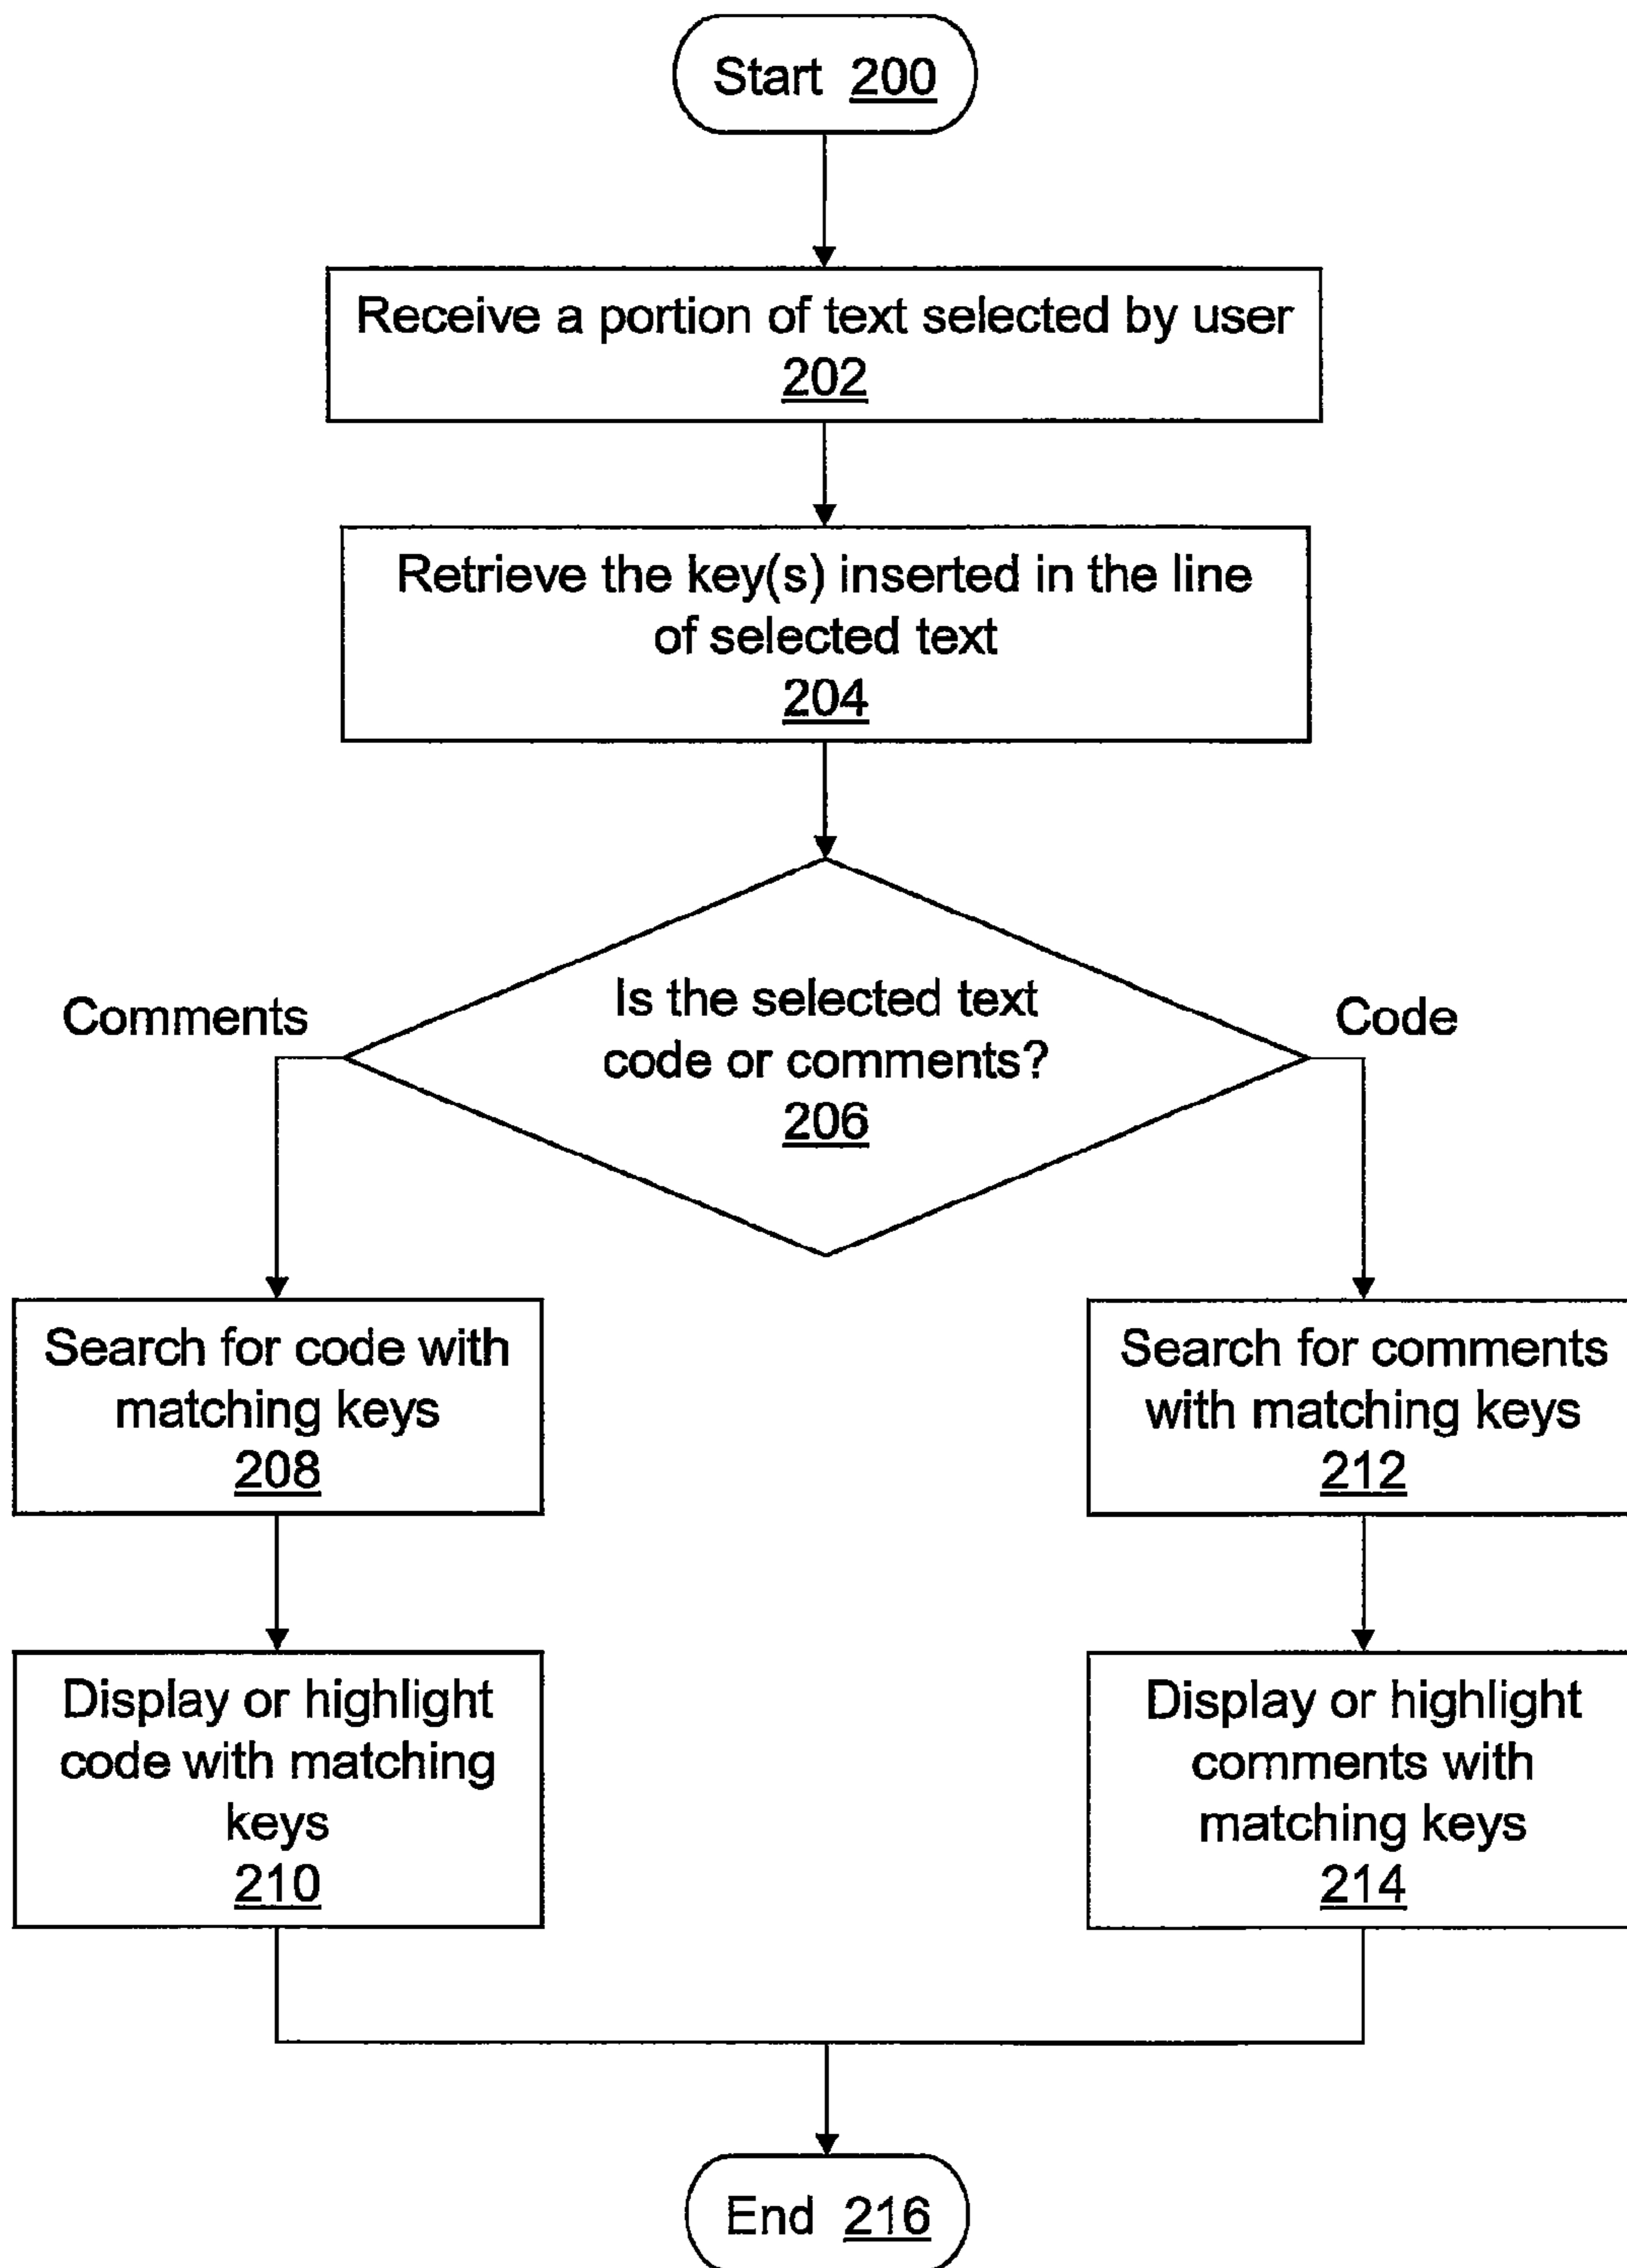 Start 200
Receive a portion of text selected by user
202
Retrieve the key(s) inserted in the line
of selected text
204
Is the selected text
code or comments?
206
Comments
Code
Search for code with
matching keys
208
Search for comments
with matching keys
212
Display or highlight
code with matching
keys
210
Display or highlight
comments with
matching keys
214
End 216